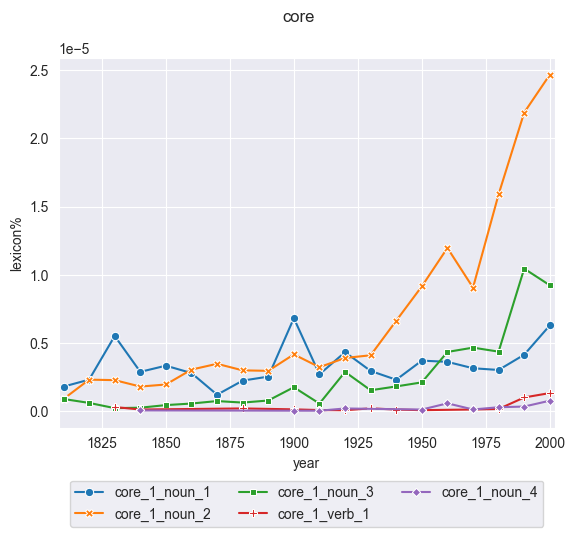 core
1e−5
2.5
2.0
1.5
1.0
0.5
0.0
lexicon%
1825 1850 1875 1900 1925 1950 1975 2000
year
core_1_noun_1 core_1_noun_3 core_1_noun_4
core_1_noun_2 core_1_verb_1